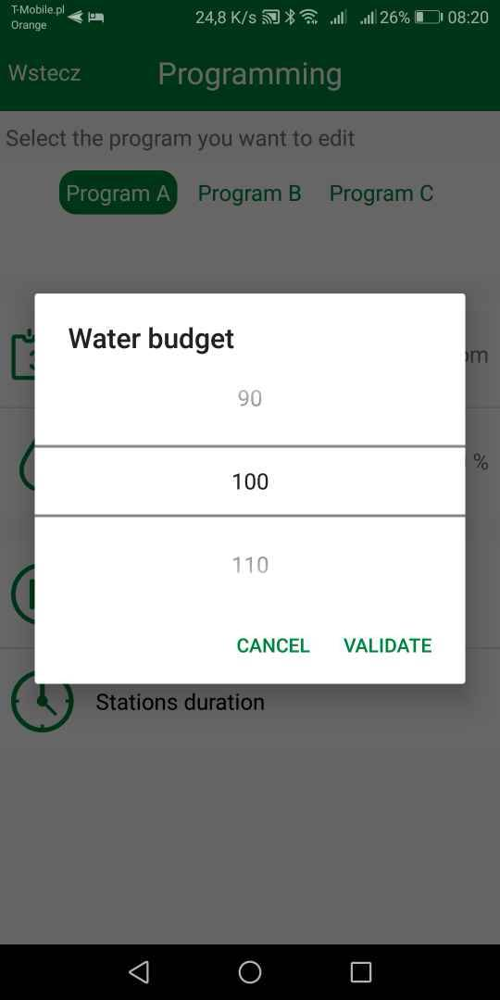 T-Mobile.pl
Orange
24,8 K/s 26% 08:20
Wstecz Programming
Select the program you want to edit
Program A Program B Program C
Water budget
90
%
100
110
CANCEL VALIDATE
Stations duration